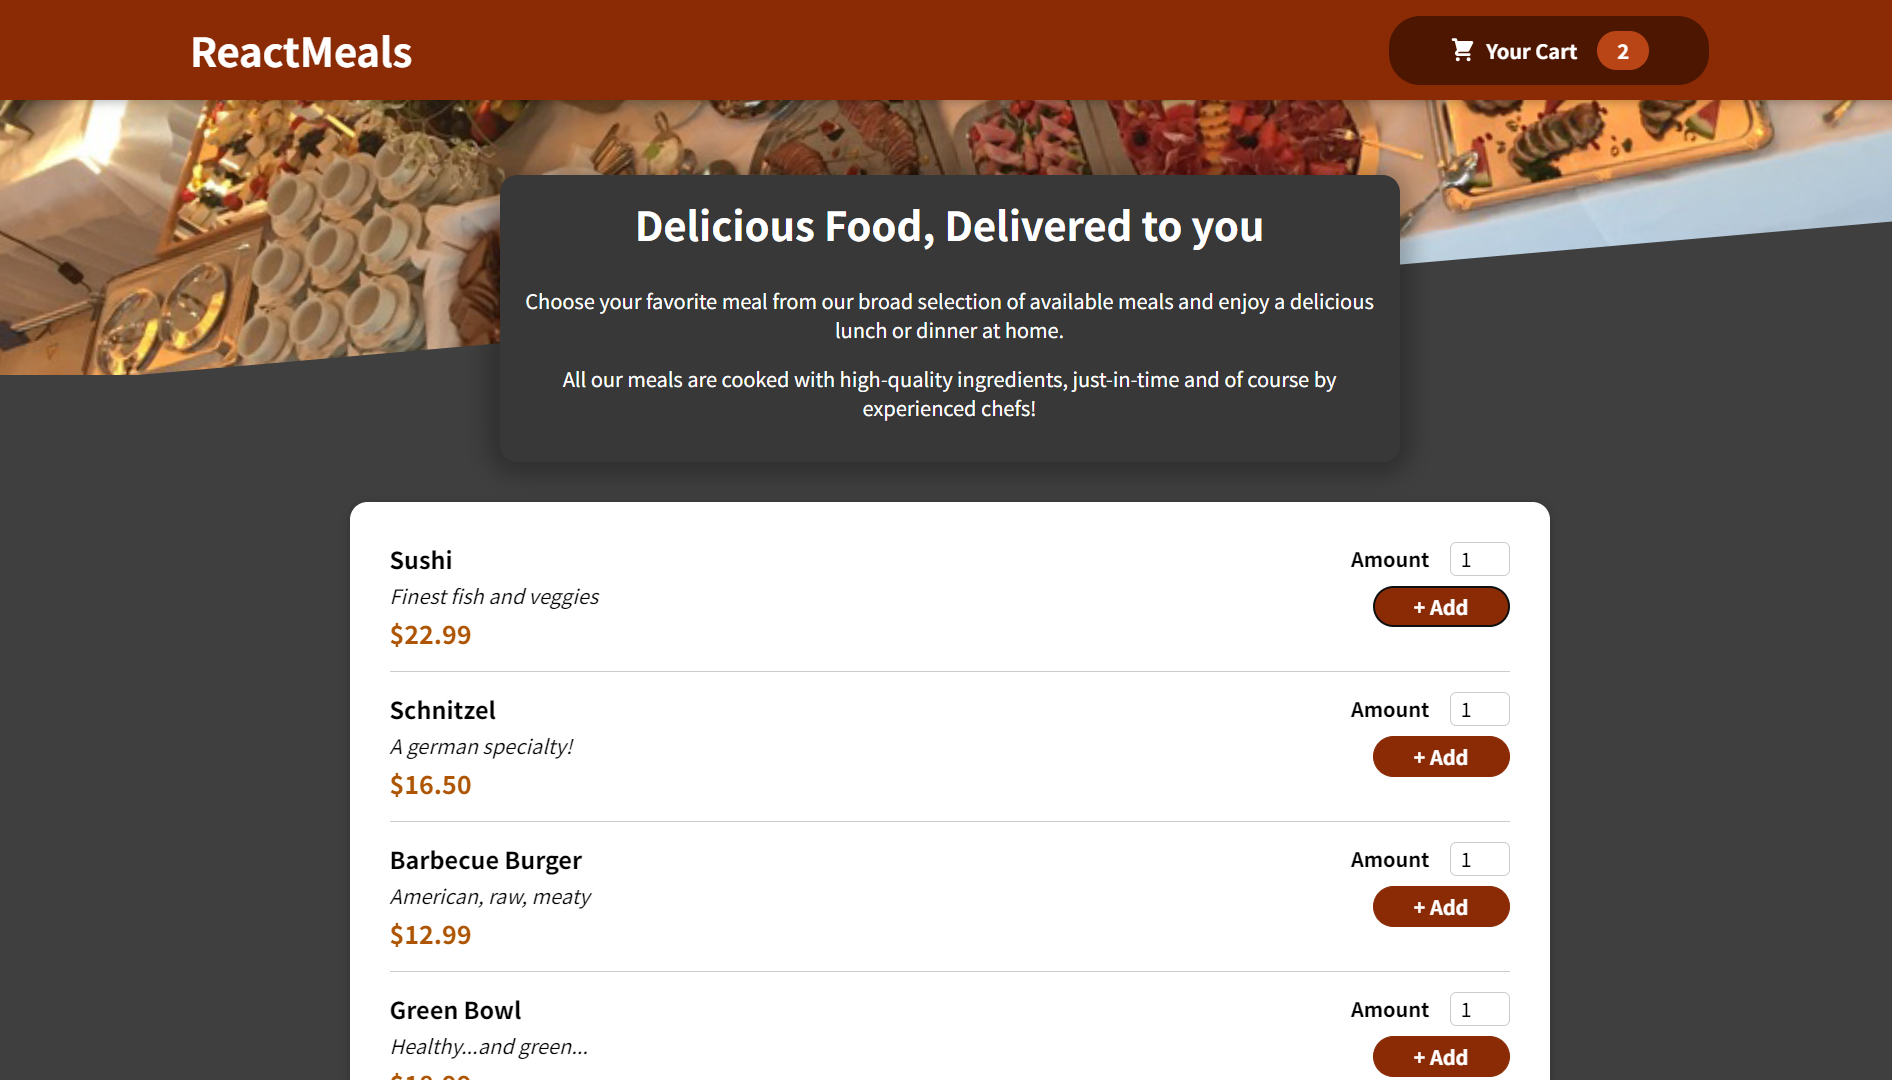 ReactMeals
Your Cart 2
Delicious Food, Delivered to you
Choose your favorite meal from our broad selection of available meals and enjoy a delicious
lunch or dinner at home.
All our meals are cooked with high-quality ingredients, just-in-time and of course by
experienced chefs!
Sushi
Finest fish and veggies
$22.99
Amount 1
+ Add
Schnitzel
A german specialty!
$16.50
Amount 1
+ Add
Barbecue Burger
American, raw, meaty
$12.99
Amount 1
+ Add
Green Bowl
Healthy...and green...
Amount 1
+ Add